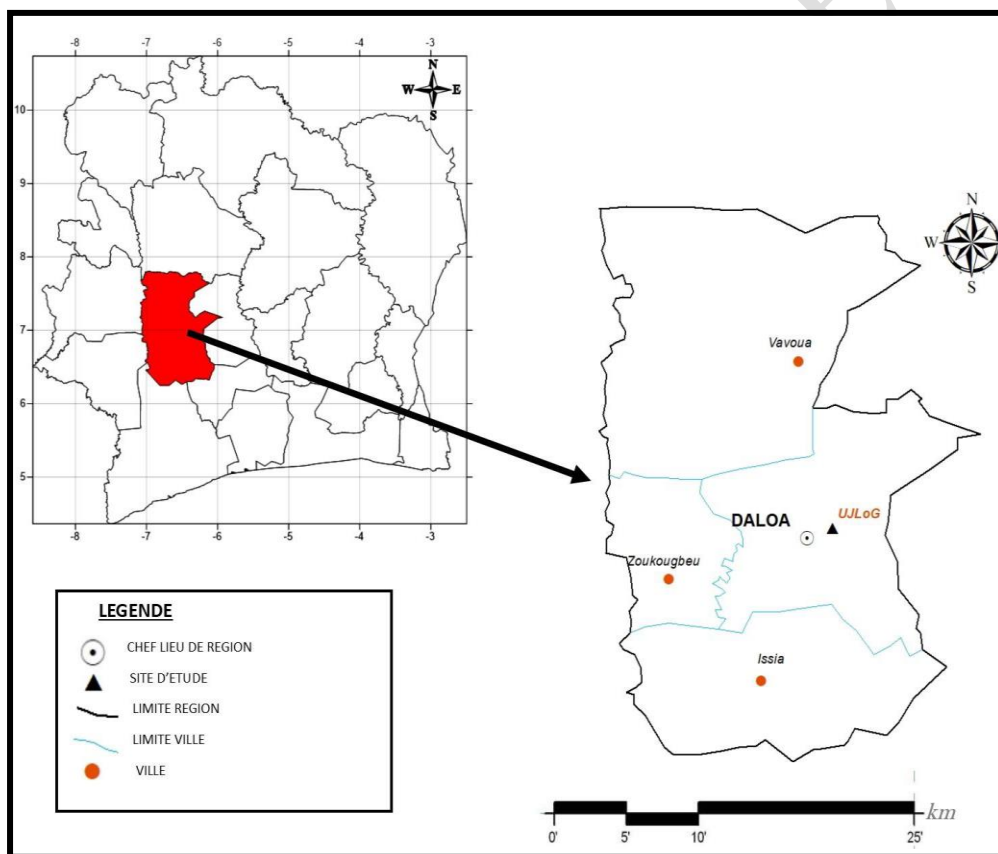 -8 -7 -6 -5 -4 -3
N
W E
S
10
9
8
7
6
5
-8 -7 -6 -5 -4 -3
N
W E
S
Vavoua
DALOA
UJLoG
Zoukougbeu
Issia
LEGENDE
CHEF LIEU DE REGION
SITE D'ETUDE
LIMITE REGION
LIMITE VILLE
VILLE
km
0' 5' 10' 25'